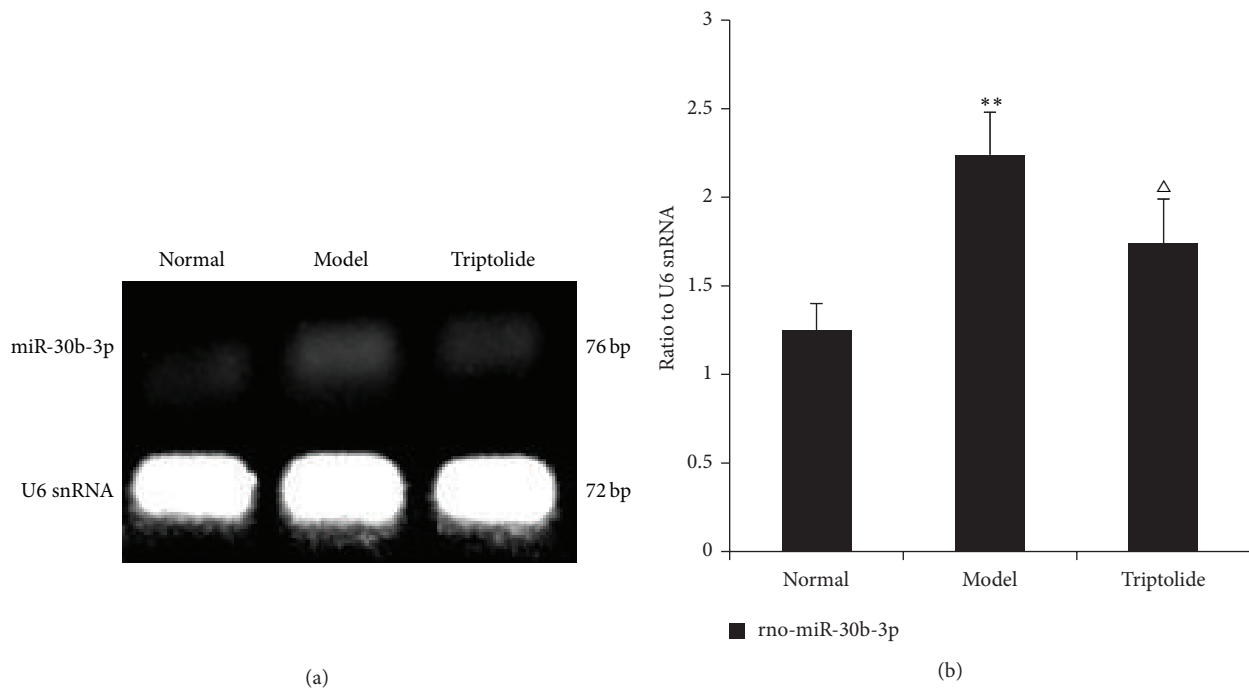 Normal Model Triptolide
miR-30b-3p 76 bp
U6 snRNA 72 bp
(a)
3
2.5
2
1.5
1
0.5
0
Ratio to U6 snRNA
**
△
Normal Model Triptolide
rno-miR-30b-3p
(b)